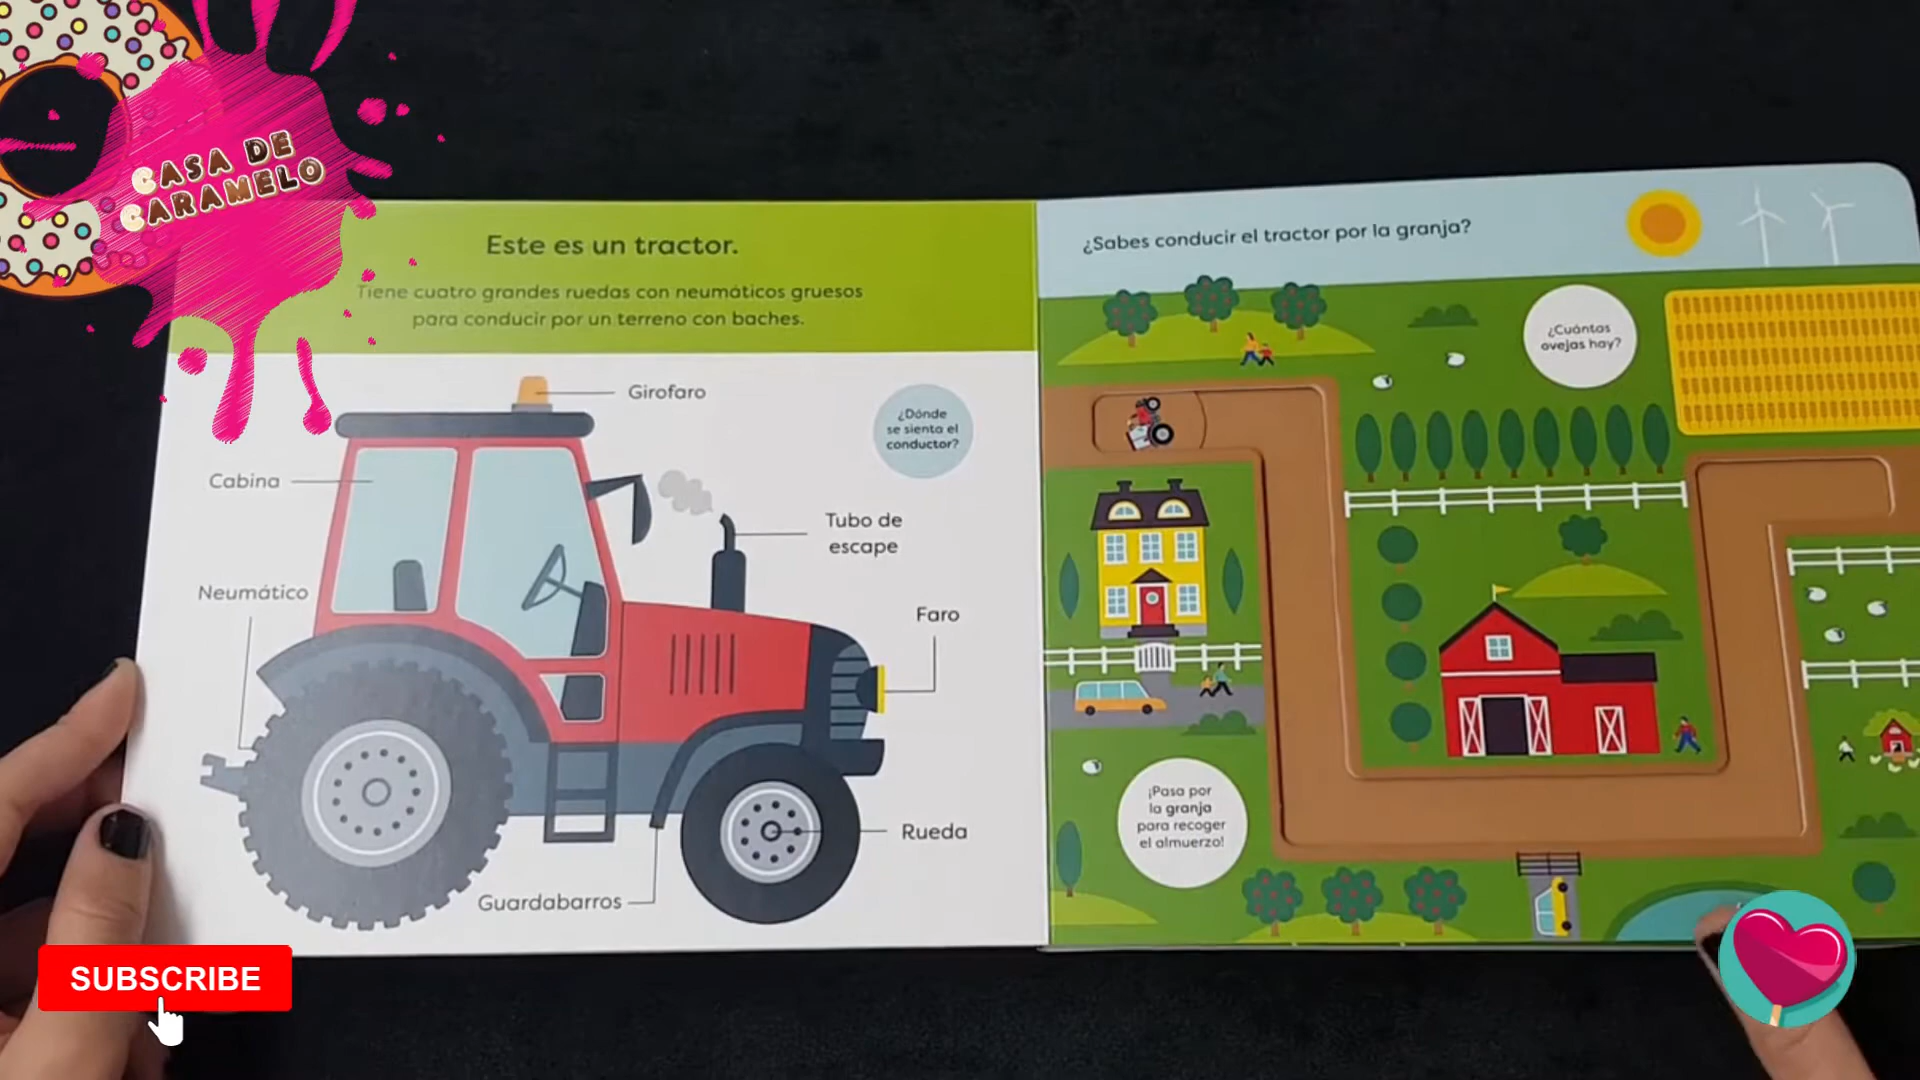 CASA DE
CARAMELO
Este es un tractor.
Tiene cuatro grandes ruedas con neumáticos gruesos
para conducir por un terreno con baches.
Girofaro
¿Dónde
se sienta el
conductor?
Cabina
Tubo de
escape
Neumático
Faro
Rueda
Guardabarros
¿Sabes conducir el tractor por la granja?
¿Cuántas
ovejas hay?
¡Pasa por
la granja
para recoger
el almuerzo!
SUBSCRIBE